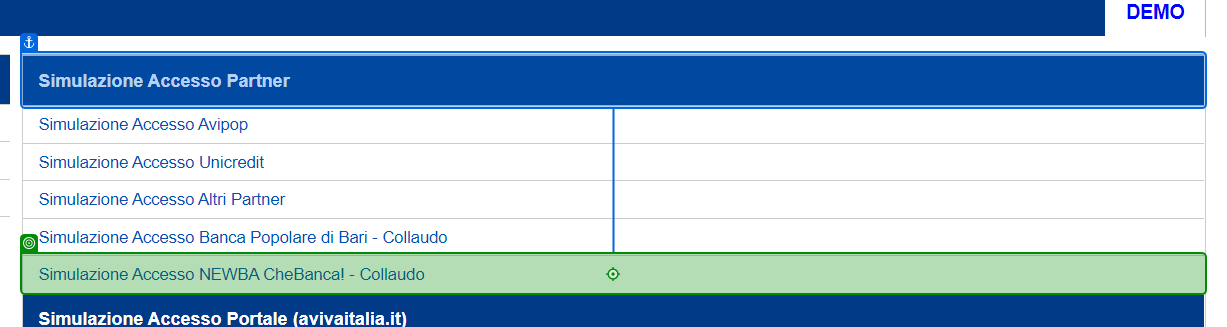 DEMO
Simulazione Accesso Partner
Simulazione Accesso Avipop
Simulazione Accesso Unicredit
Simulazione Accesso Altri Partner
Simulazione Accesso Banca Popolare di Bari - Collaudo
Simulazione Accesso NEWBA CheBanca! - Collaudo
Simulazione Accesso Portale (avivaitalia.it)